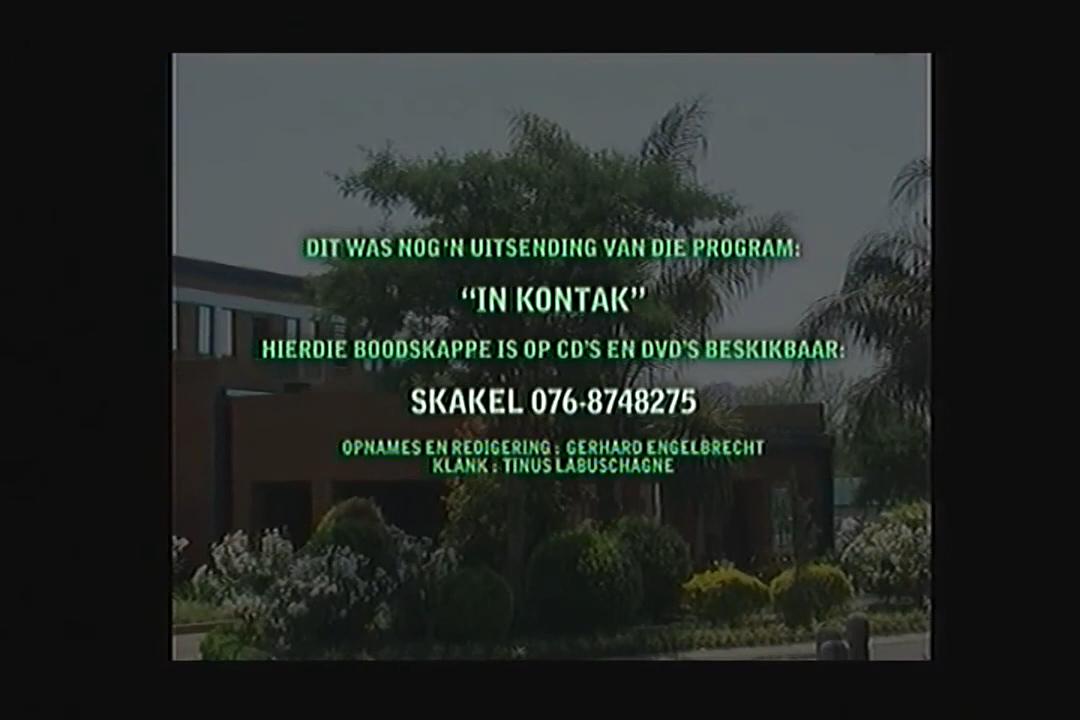 DIT WAS NOG 'N UITSENDING VAN DIE PROGRAM:
“IN KONTAK”
HIERDIE BOODSKAPPE IS OP CD'S EN DVD'S BESKIKBAAR:
SKAKEL 076-8748275
OPNAMES EN REDIGERING : GERHARD ENGELBRECHT
KLANK : TINUS LABUSCHAGNE